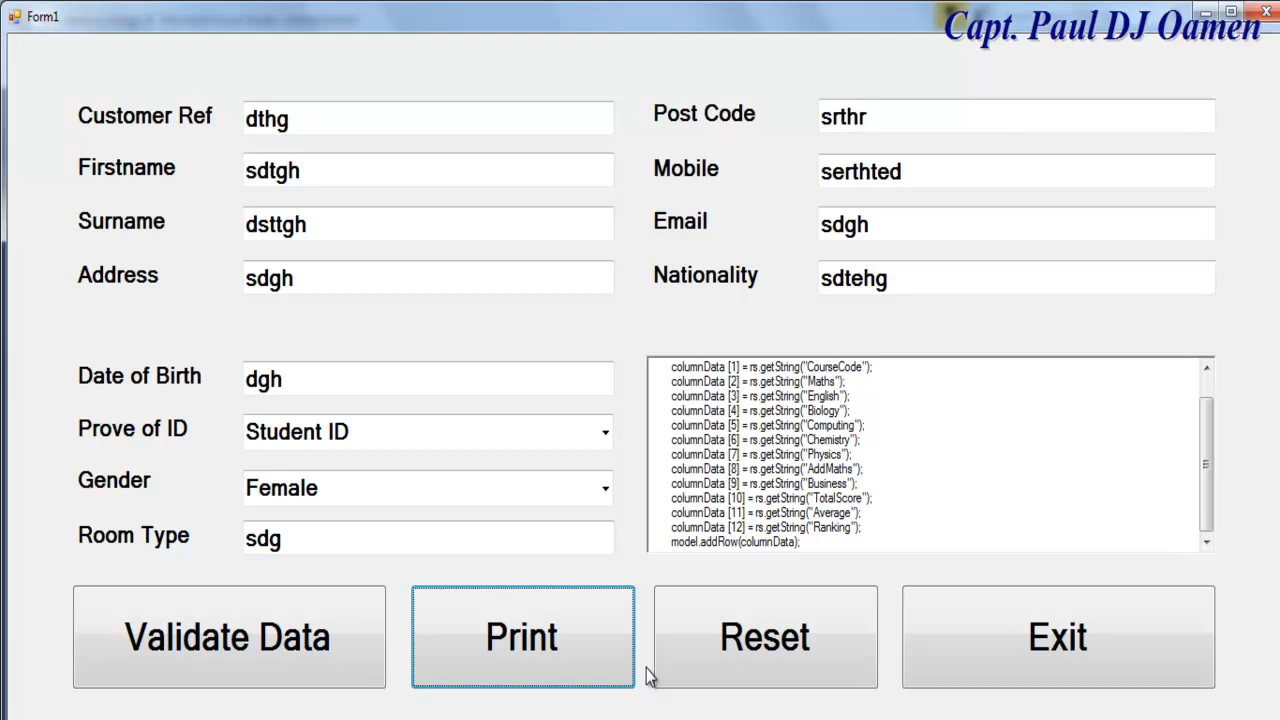 Form1
Capt. Paul DJ Oamen
Customer Ref dthg
Post Code srthr
Firstname sdtgh
Mobile serthted
Surname dsttgh
Email sdgh
Address sdgh
Nationality sdtehg
Date of Birth dgh
Prove of ID Student ID
Gender Female
Room Type sdg
columnData [1] = rs.getString("CourseCode");
columnData [2] = rs.getString("Maths");
columnData [3] = rs.getString("English");
columnData [4] = rs.getString("Biology");
columnData [5] = rs.getString("Computing");
columnData [6] = rs.getString("Chemistry");
columnData [7] = rs.getString("Physics");
columnData [8] = rs.getString("AddMaths");
columnData [9] = rs.getString("Business");
columnData [10] = rs.getString("TotalScore");
columnData [11] = rs.getString("Average");
columnData [12] = rs.getString("Ranking");
model.addRow(columnData);
Validate Data
Print
Reset
Exit